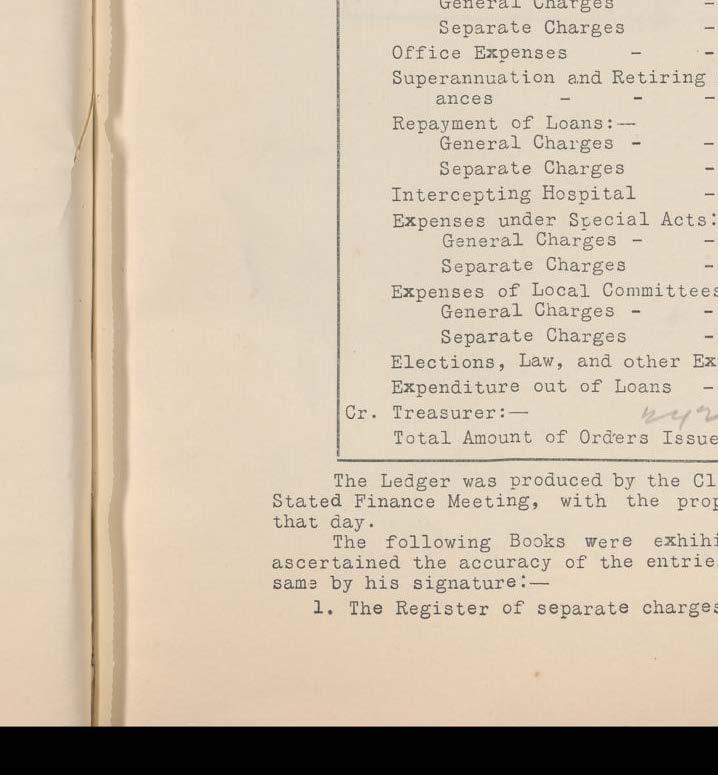 General Charges -
Separate Charges -
Office Expenses - -
Superannuation and Retiring
ances - - -
Repayment of Loans:—
General Charges - -
Separate Charges -
Intercepting Hospital -
Expenses under Special Acts:
General Charges - -
Separate Charges -
Expenses of Local Committees
General Charges - -
Separate Charges -
Elections, Law, and other Ex
Expenditure out of Loans -
Cr. Treasurer:—
Total Amount of Orders Issue
The Ledger was produced by the Cl
Stated Finance Meeting, with the prop
that day.
The following Books were exhibi
ascertained the accuracy of the entrie
same by his signature:—
1. The Register of separate charges